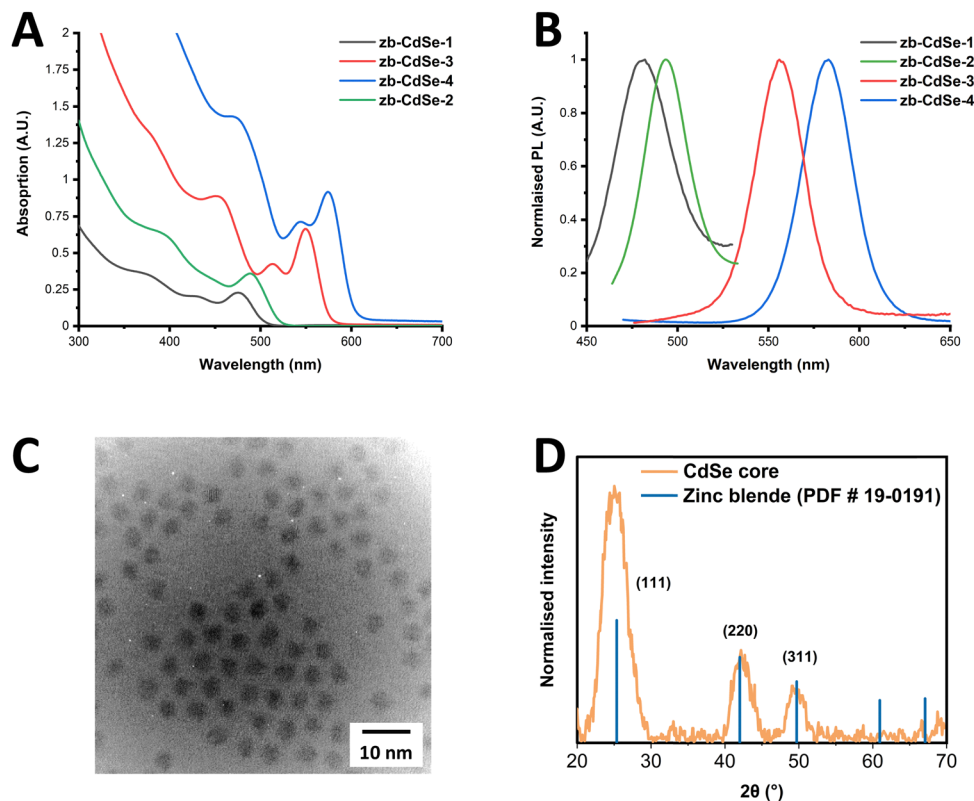 A
2
1.75
1.5
1.25
1
0.75
0.5
0.25
0
Absoprtion (A.U.)
300
400
500
600
700
Wavelength (nm)
zb-CdSe-1
zb-CdSe-3
zb-CdSe-4
zb-CdSe-2
B
1
0.8
0.6
0.4
0.2
0
Normlaised PL (A.U.)
450
500
550
600
650
Wavelength (nm)
zb-CdSe-1
zb-CdSe-2
zb-CdSe-3
zb-CdSe-4
C
10 nm
D
CdSe core
Zinc blende (PDF # 19-0191)
(111)
(220)
(311)
Normalised intensity
20
30
40
50
60
70
2θ (°)